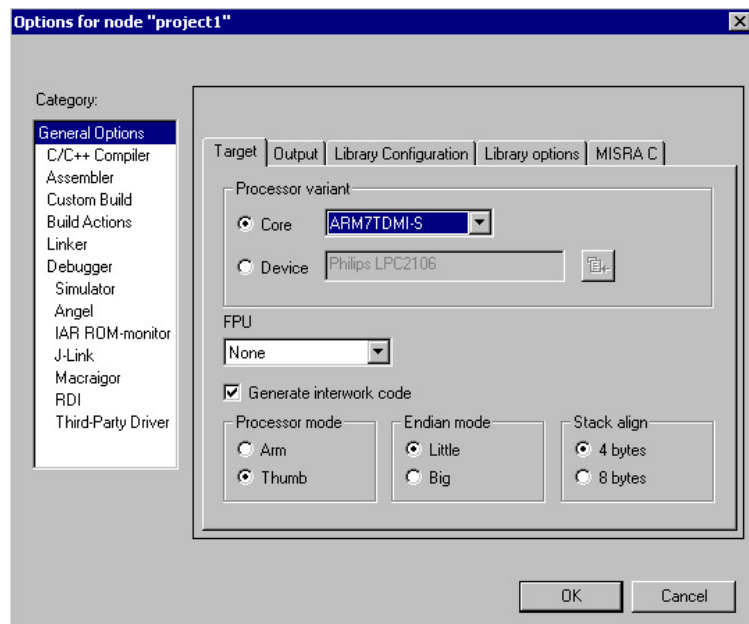 Options for node "project1"
Category:
General Options
C/C++ Compiler
Assembler
Custom Build
Build Actions
Linker
Debugger
Simulator
Angel
IAR ROM-monitor
J-Link
Macraigor
RDI
Third-Party Driver
Target Output Library Configuration Library options MISRA C
Processor variant
Core ARM7TDMI-S
Device Philips LPC2106
FPU
None
Generate interwork code
Processor mode
Arm
Thumb
Endian mode
Little
Big
Stack align
4 bytes
8 bytes
OK Cancel